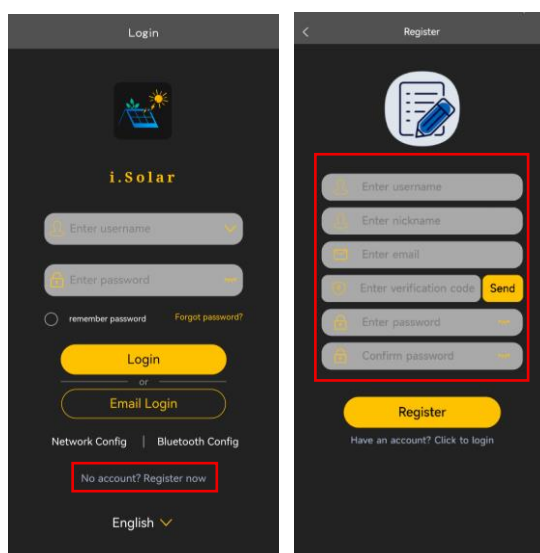 Login
i.Solar
Enter username
Enter password
remember password Forgot password?
Login
or
Email Login
Network Config | Bluetooth Config
No account? Register now
English
Register
Enter username
Enter nickname
Enter email
Enter verification code Send
Enter password
Confirm password
Register
Have an account? Click to login